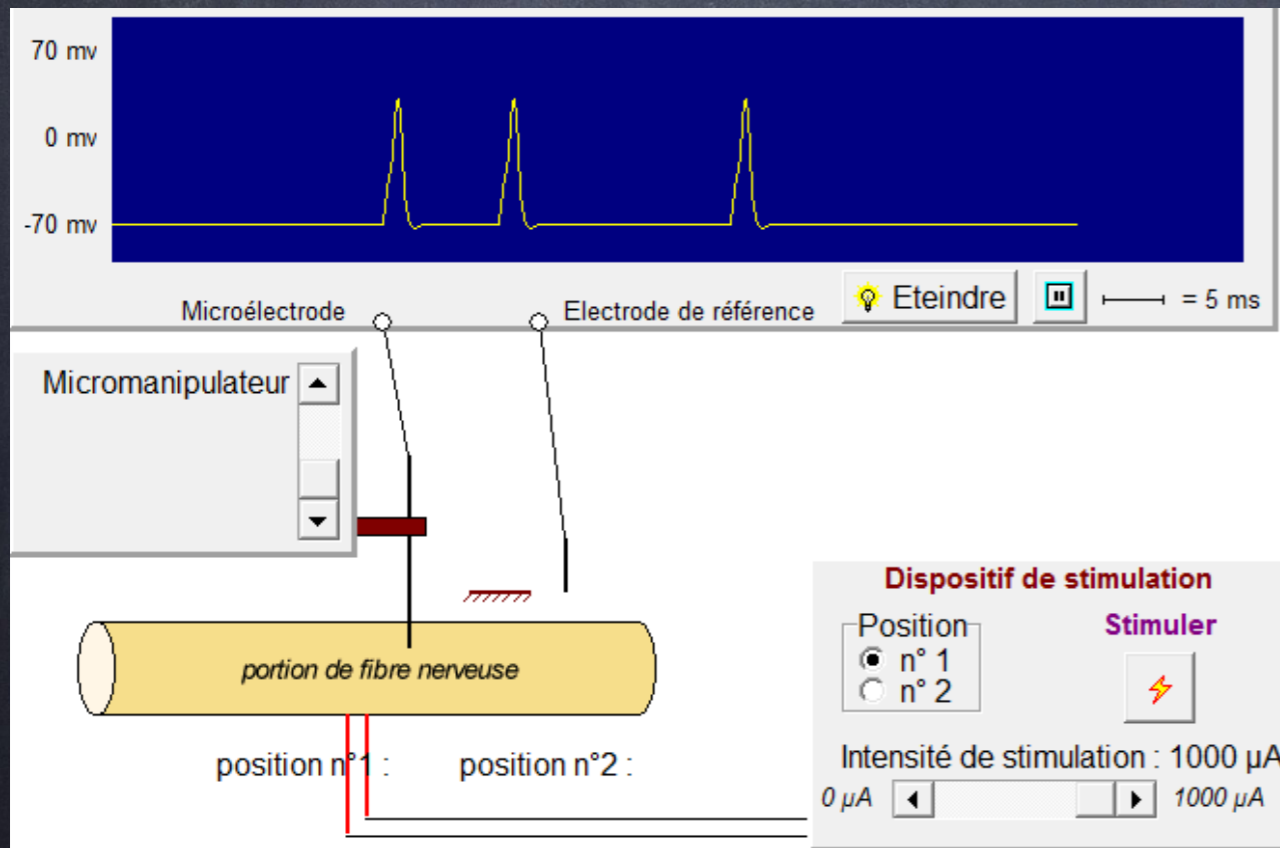 70 mv
0 mv
-70 mv
Microélectrode
Electrode de référence
Eteindre
= 5 ms
Micromanipulateur
portion de fibre nerveuse
position n°1 :
position n°2 :
Dispositif de stimulation
Position
n° 1
n° 2
Stimuler
Intensité de stimulation : 1000 µA
0 µA
1000 µA